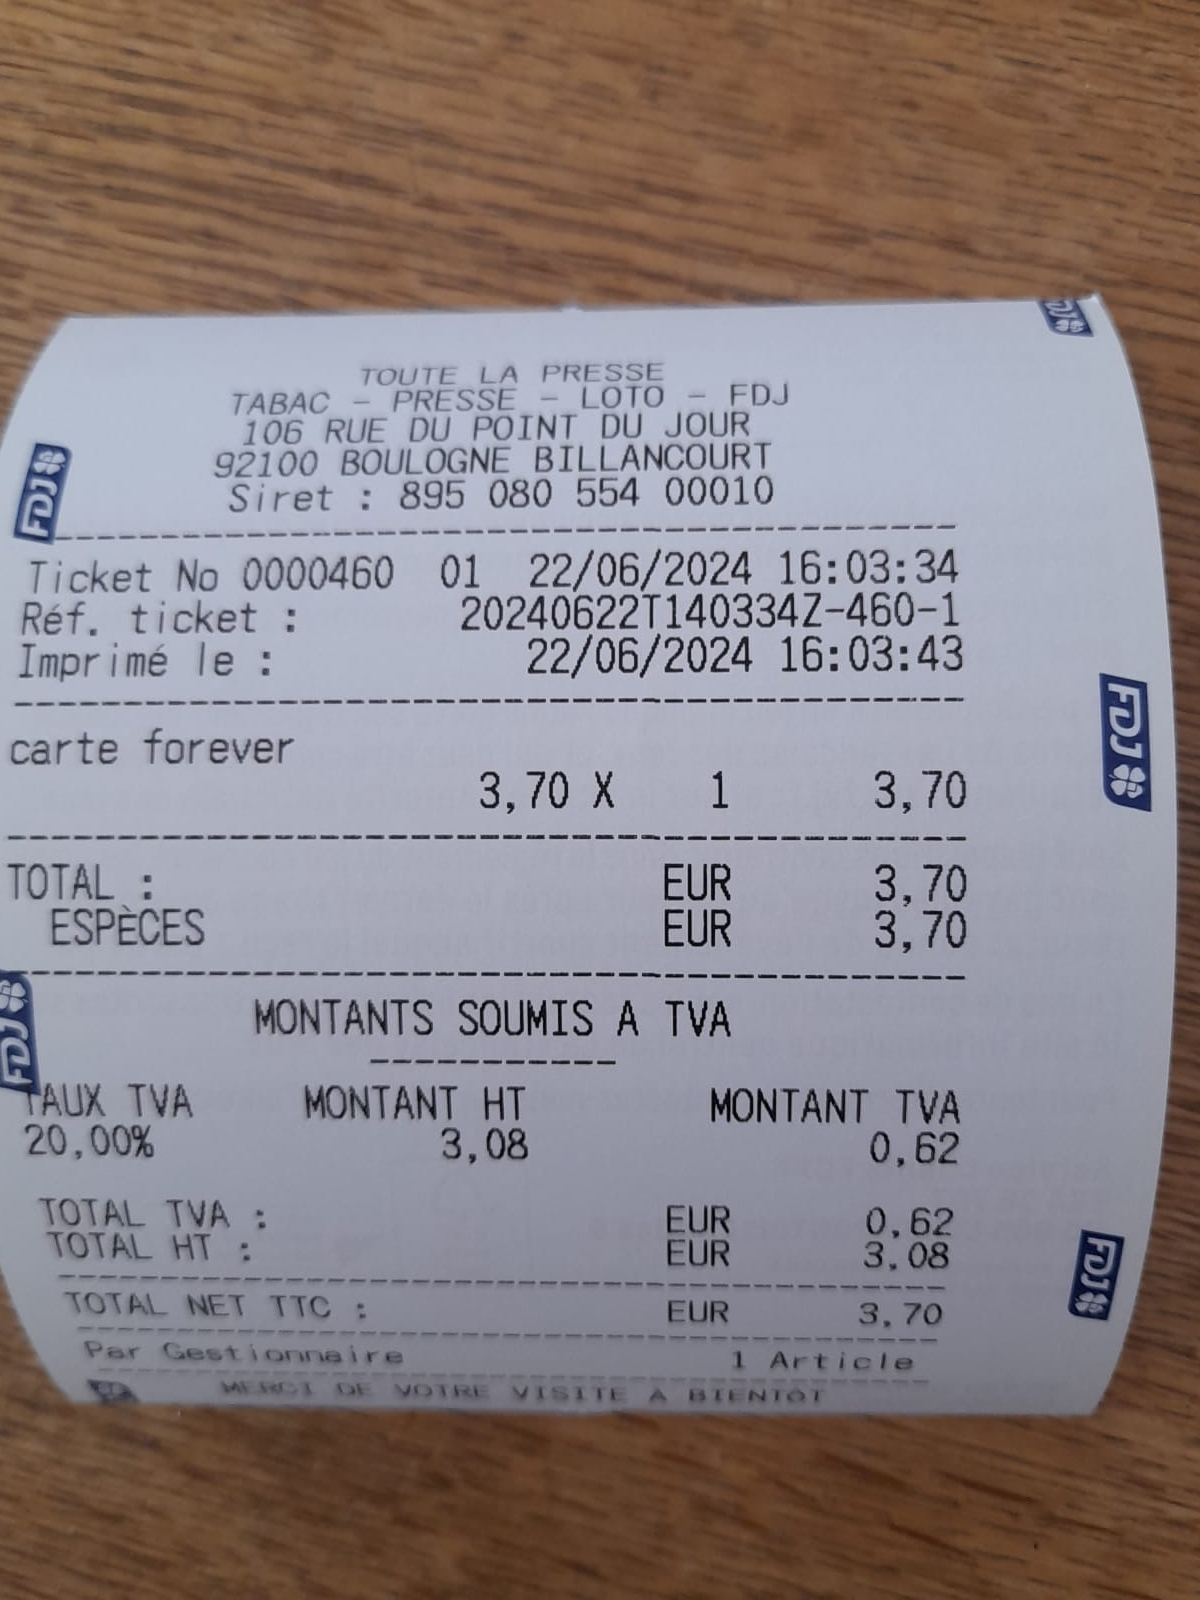 TOUTE LA PRESSE
TABAC - PRESSE - LOTO - FDJ
106 RUE DU POINT DU JOUR
92100 BOULOGNE BILLANCOURT
Siret : 895 080 554 00010
Ticket No 0000460 01 22/06/2024 16:03:34
Réf. ticket : 20240622T140334Z-460-1
Imprimé le : 22/06/2024 16:03:43
carte forever
3,70 X 1 3,70
TOTAL : EUR 3,70
ESPÈCES EUR 3,70
MONTANTS SOUMIS A TVA
TAUX TVA MONTANT HT MONTANT TVA
20,00% 3,08 0,62
TOTAL TVA : EUR 0,62
TOTAL HT : EUR 3,08
TOTAL NET TTC : EUR 3,70
Par Gestionnaire 1 Article
MERCI DE VOTRE VISITE A BIENTOT
FDJ
FDJ
FDJ
FDJ
FDJ